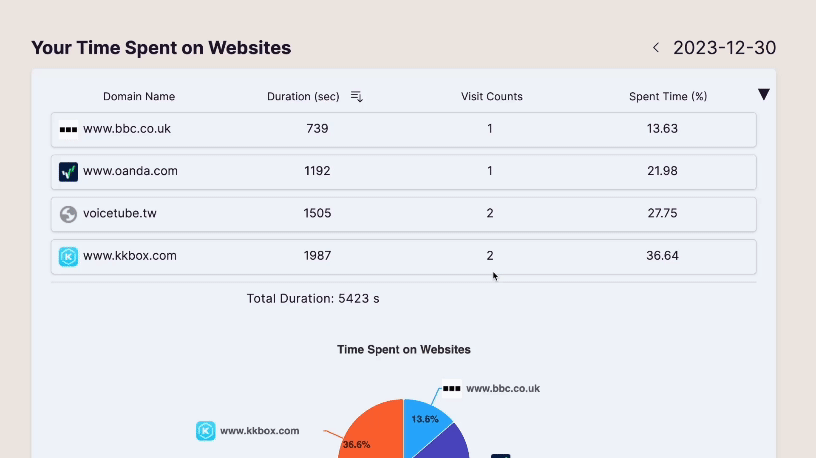 Your Time Spent on Websites
2023-12-30
Domain Name Duration (sec) Visit Counts Spent Time (%)
www.bbc.co.uk 739 1 13.63
www.oanda.com 1192 1 21.98
voicetube.tw 1505 2 27.75
www.kkbox.com 1987 2 36.64
Total Duration: 5423 s
Time Spent on Websites
www.bbc.co.uk
13.6%
www.kkbox.com
36.6%